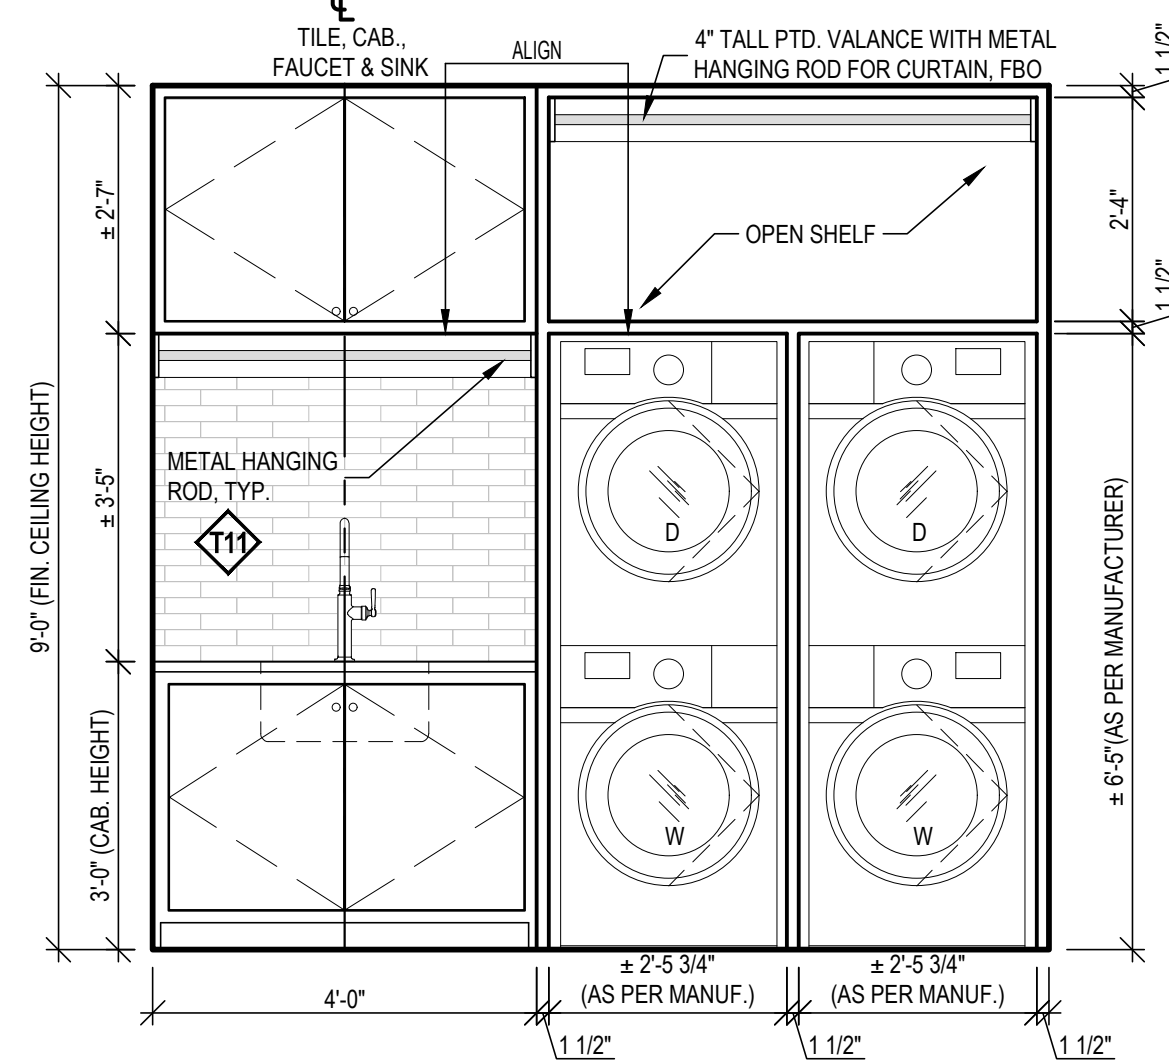 ℄
TILE, CAB.,
FAUCET & SINK
ALIGN
4" TALL PTD. VALANCE WITH METAL
HANGING ROD FOR CURTAIN, FBO
1 1/2"
± 2'-7"
2'-4"
OPEN SHELF
1 1/2"
9'-0" (FIN. CEILING HEIGHT)
± 3'-5"
METAL HANGING
ROD, TYP.
T11
D
D
± 6'-5"(AS PER MANUFACTURER)
3'-0" (CAB. HEIGHT)
W
W
4'-0"
± 2'-5 3/4"
(AS PER MANUF.)
± 2'-5 3/4"
(AS PER MANUF.)
1 1/2"
1 1/2"
1 1/2"